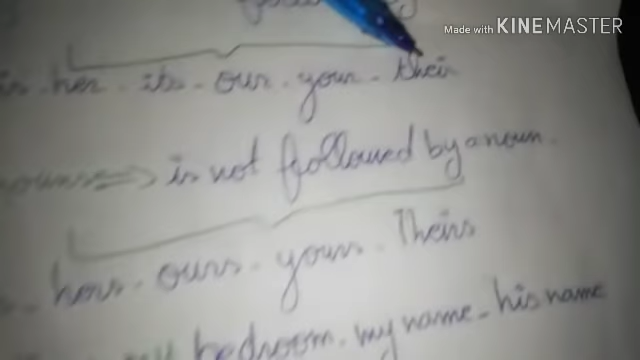 Made with KINEMASTER
her - its - our - your - their
is not followed by a noun.
hers - ours - yours - Theirs
my bedroom - my name - his name